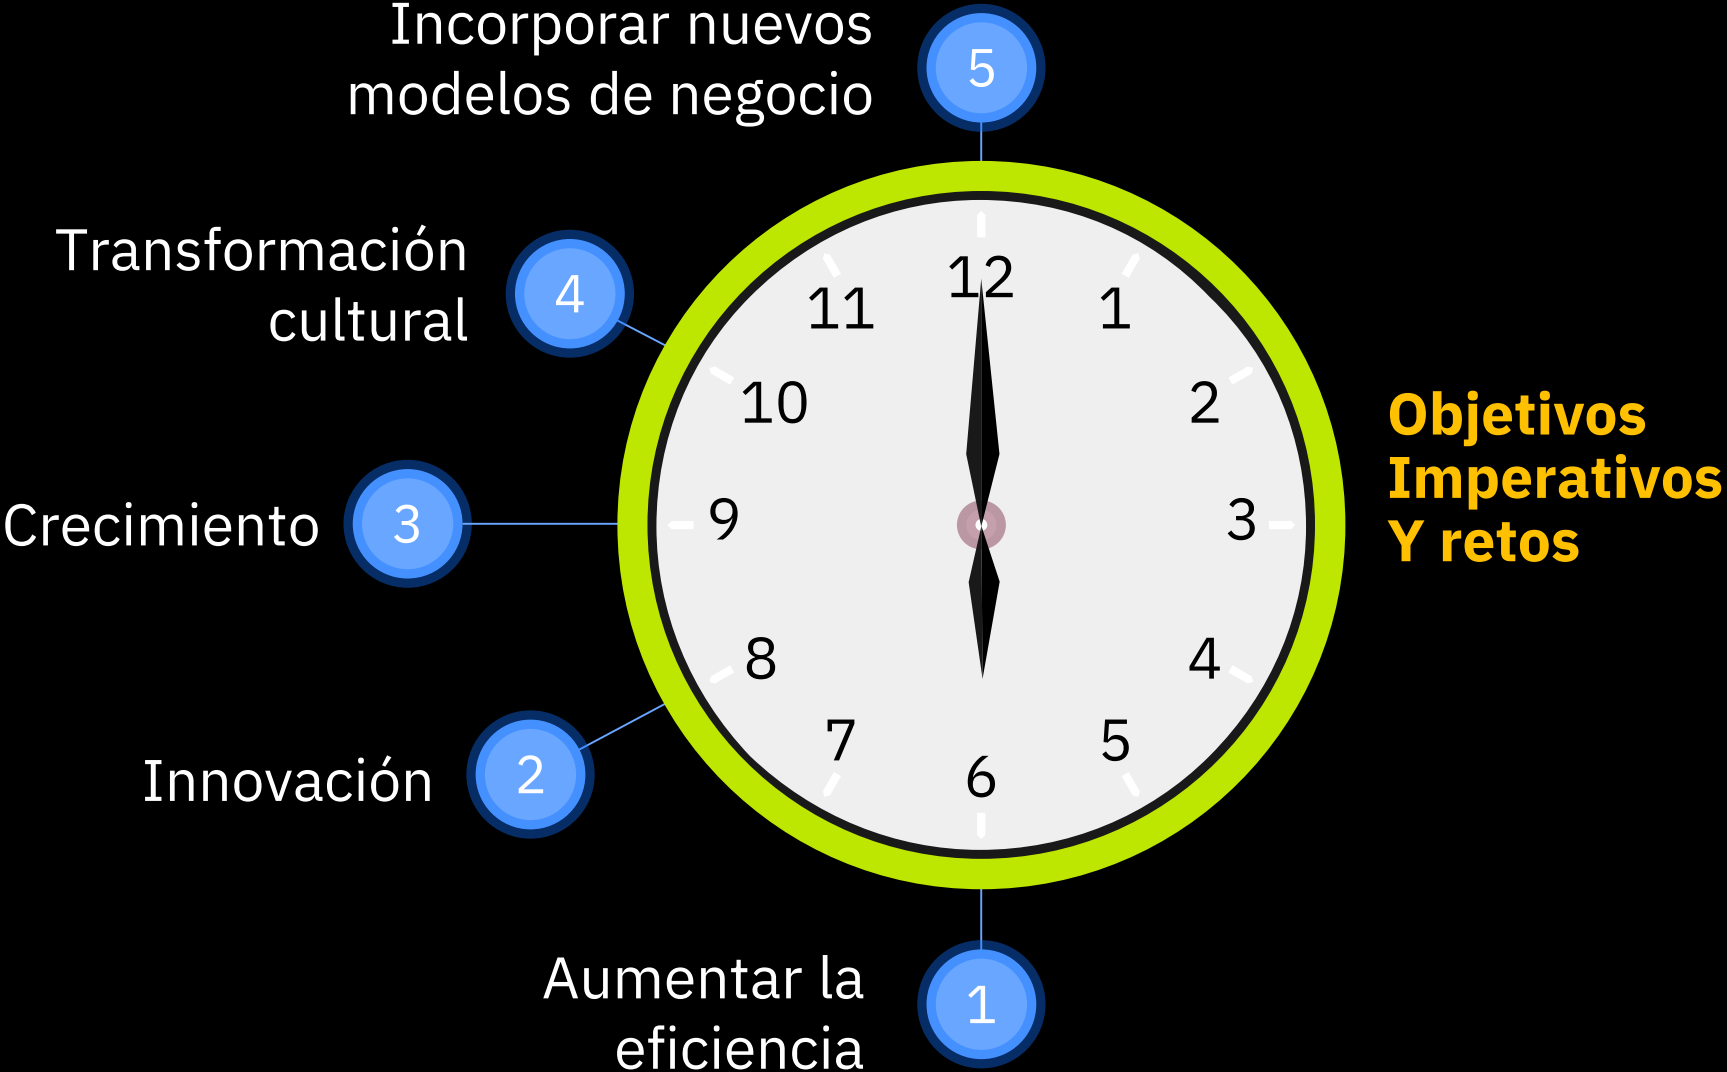 Incorporar nuevos
modelos de negocio
5
Transformación
cultural
4
Crecimiento
3
Innovación
2
Aumentar la
eficiencia
1
12
1
2
3
4
5
6
7
8
9
10
11
Objetivos
Imperativos
Y retos